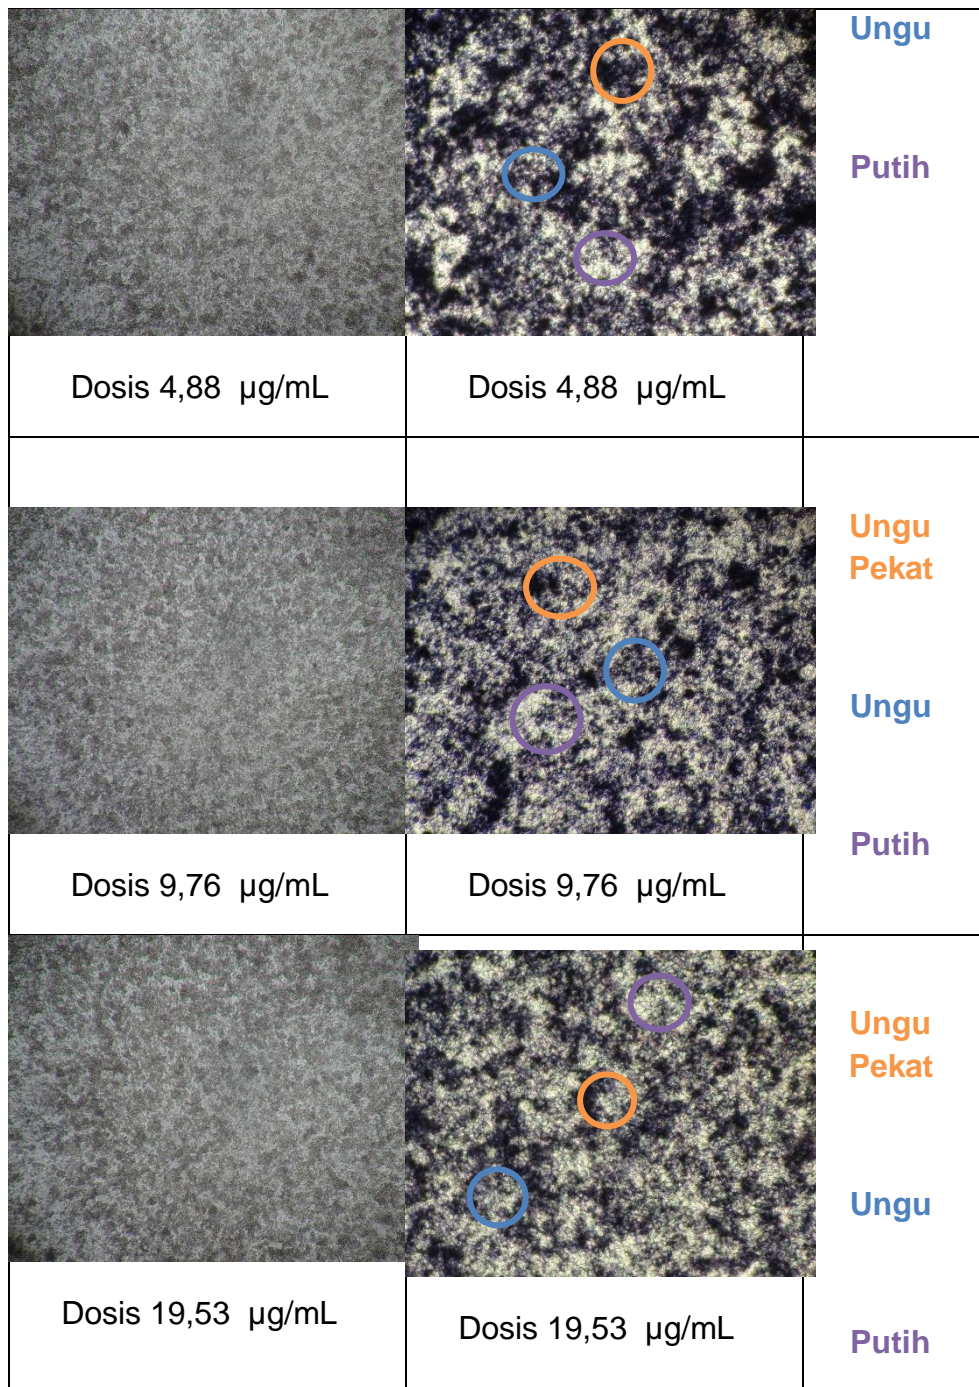 Ungu
Putih
Dosis 4,88 µg/mL
Dosis 4,88 µg/mL
Ungu
Pekat
Ungu
Putih
Dosis 9,76 µg/mL
Dosis 9,76 µg/mL
Ungu
Pekat
Ungu
Putih
Dosis 19,53 µg/mL
Dosis 19,53 µg/mL